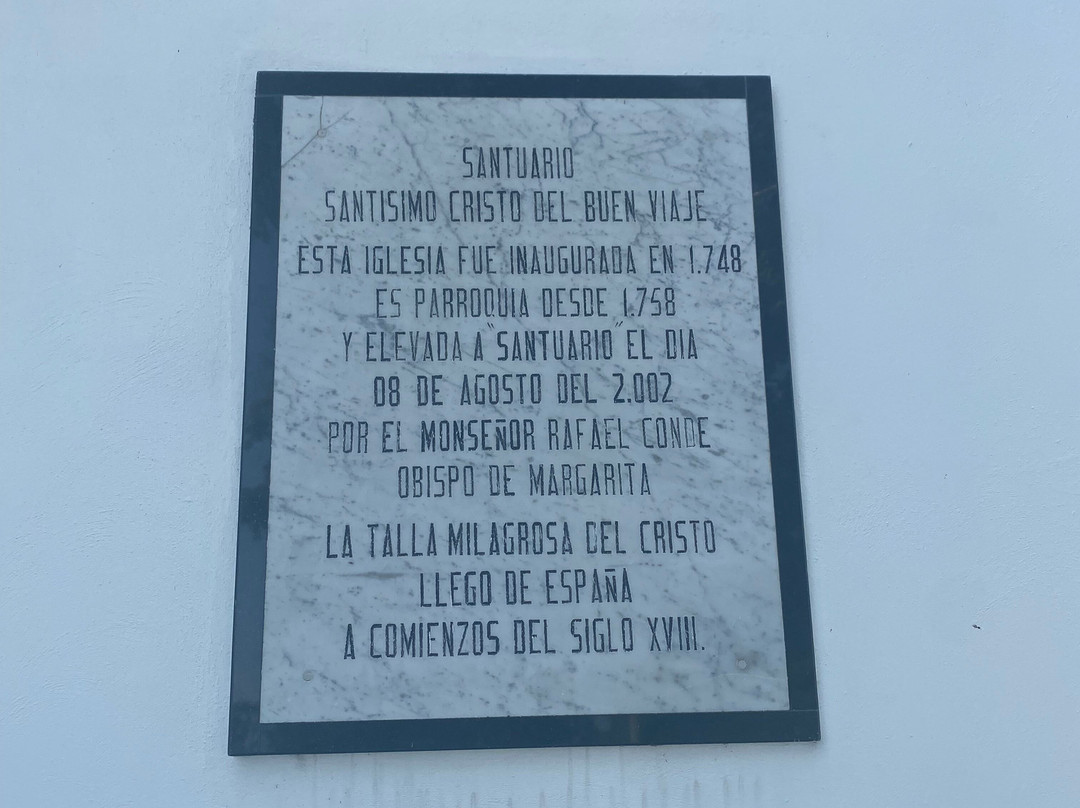 SANTUARIO
SANTISIMO CRISTO DEL BUEN VIAJE
ESTA IGLESIA FUE INAUGURADA EN 1.748
ES PARROQUIA DESDE 1.758
Y ELEVADA A "SANTUARIO" EL DIA
08 DE AGOSTO DEL 2.002
POR EL MONSEÑOR RAFAEL CONDE
OBISPO DE MARGARITA
LA TALLA MILAGROSA DEL CRISTO
LLEGO DE ESPAÑA
A COMIENZOS DEL SIGLO XVIII.